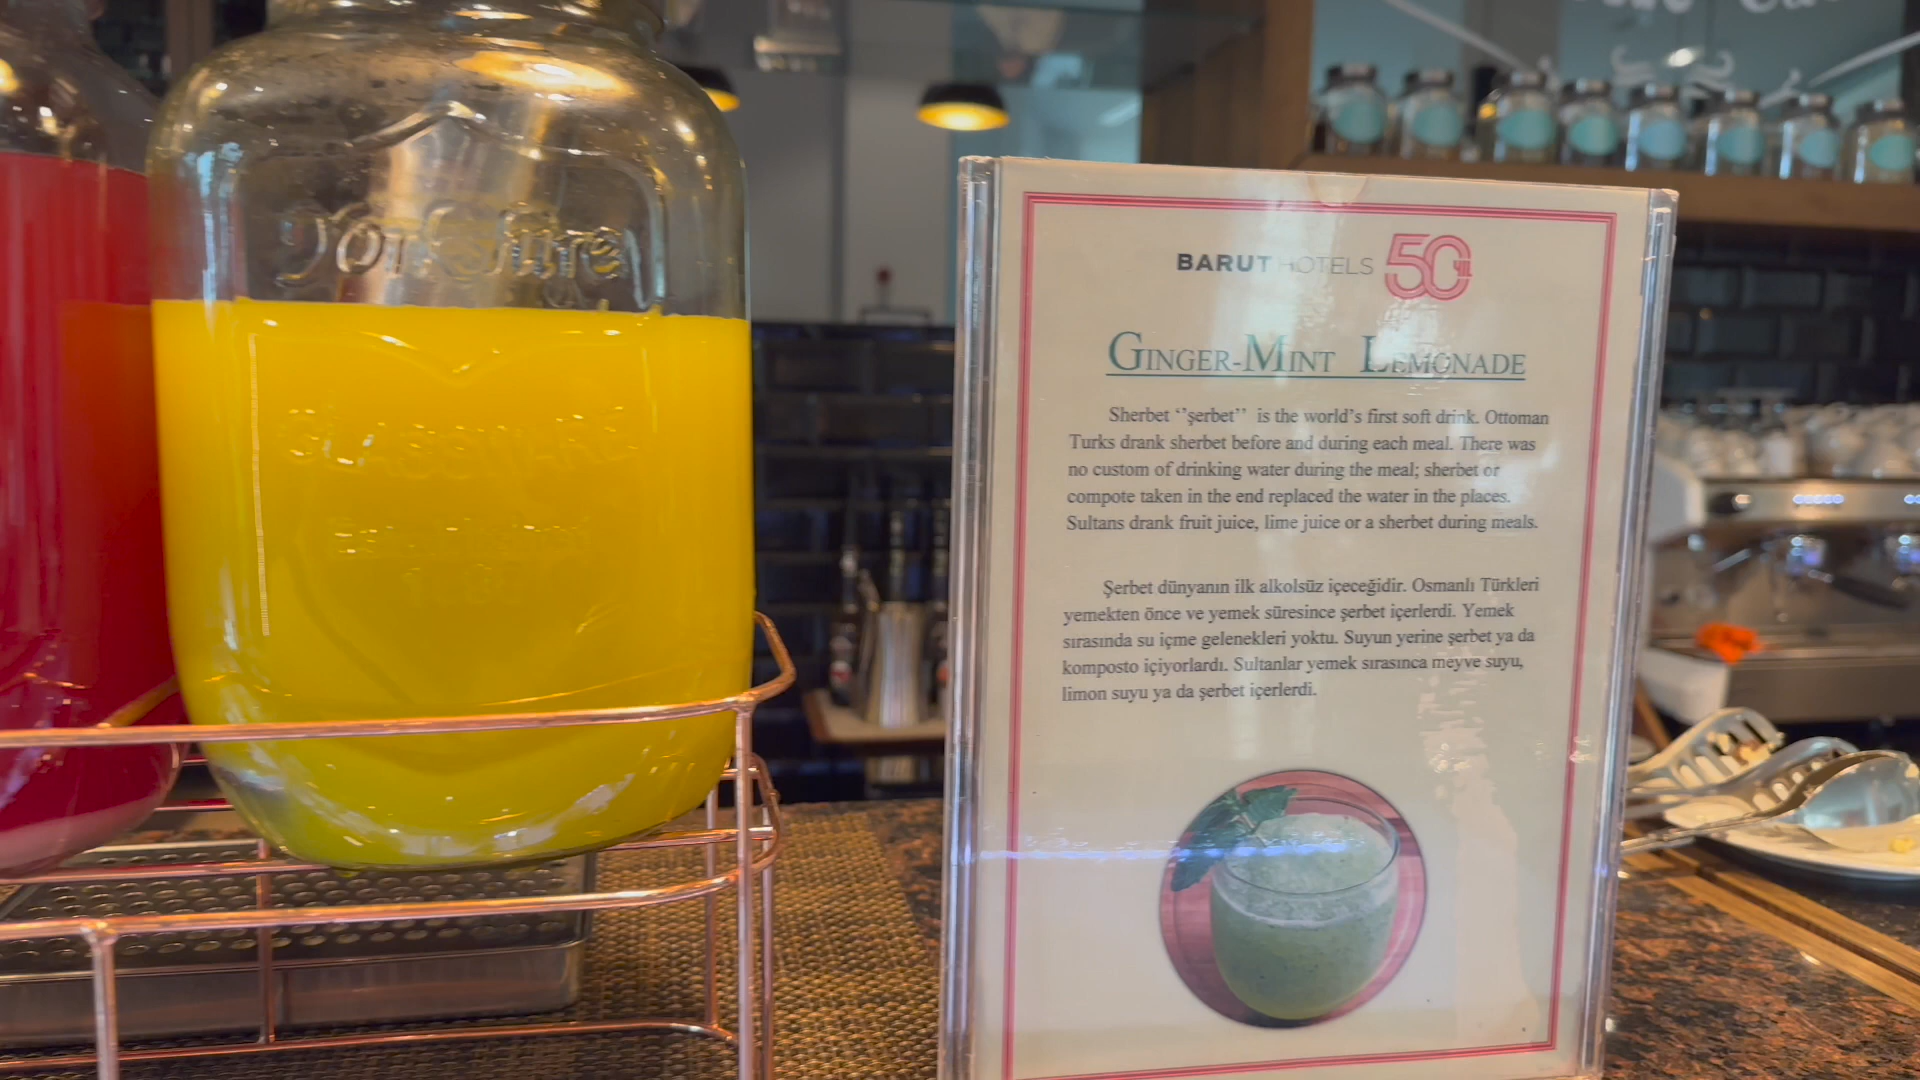 Yorkshire
GLASSWARE
BARUT HOTELS 50 YIL
GINGER-MINT LEMONADE
Sherbet ‘’şerbet’’ is the world’s first soft drink. Ottoman
Turks drank sherbet before and during each meal. There was
no custom of drinking water during the meal; sherbet or
compote taken in the end replaced the water in the places.
Sultans drank fruit juice, lime juice or a sherbet during meals.
Şerbet dünyanın ilk alkolsüz içeceğidir. Osmanlı Türkleri
yemekten önce ve yemek süresince şerbet içerlerdi. Yemek
sırasında su içme gelenekleri yoktu. Suyun yerine şerbet ya da
komposto içiyorlardı. Sultanlar yemek sırasınca meyve suyu,
limon suyu ya da şerbet içerlerdi.